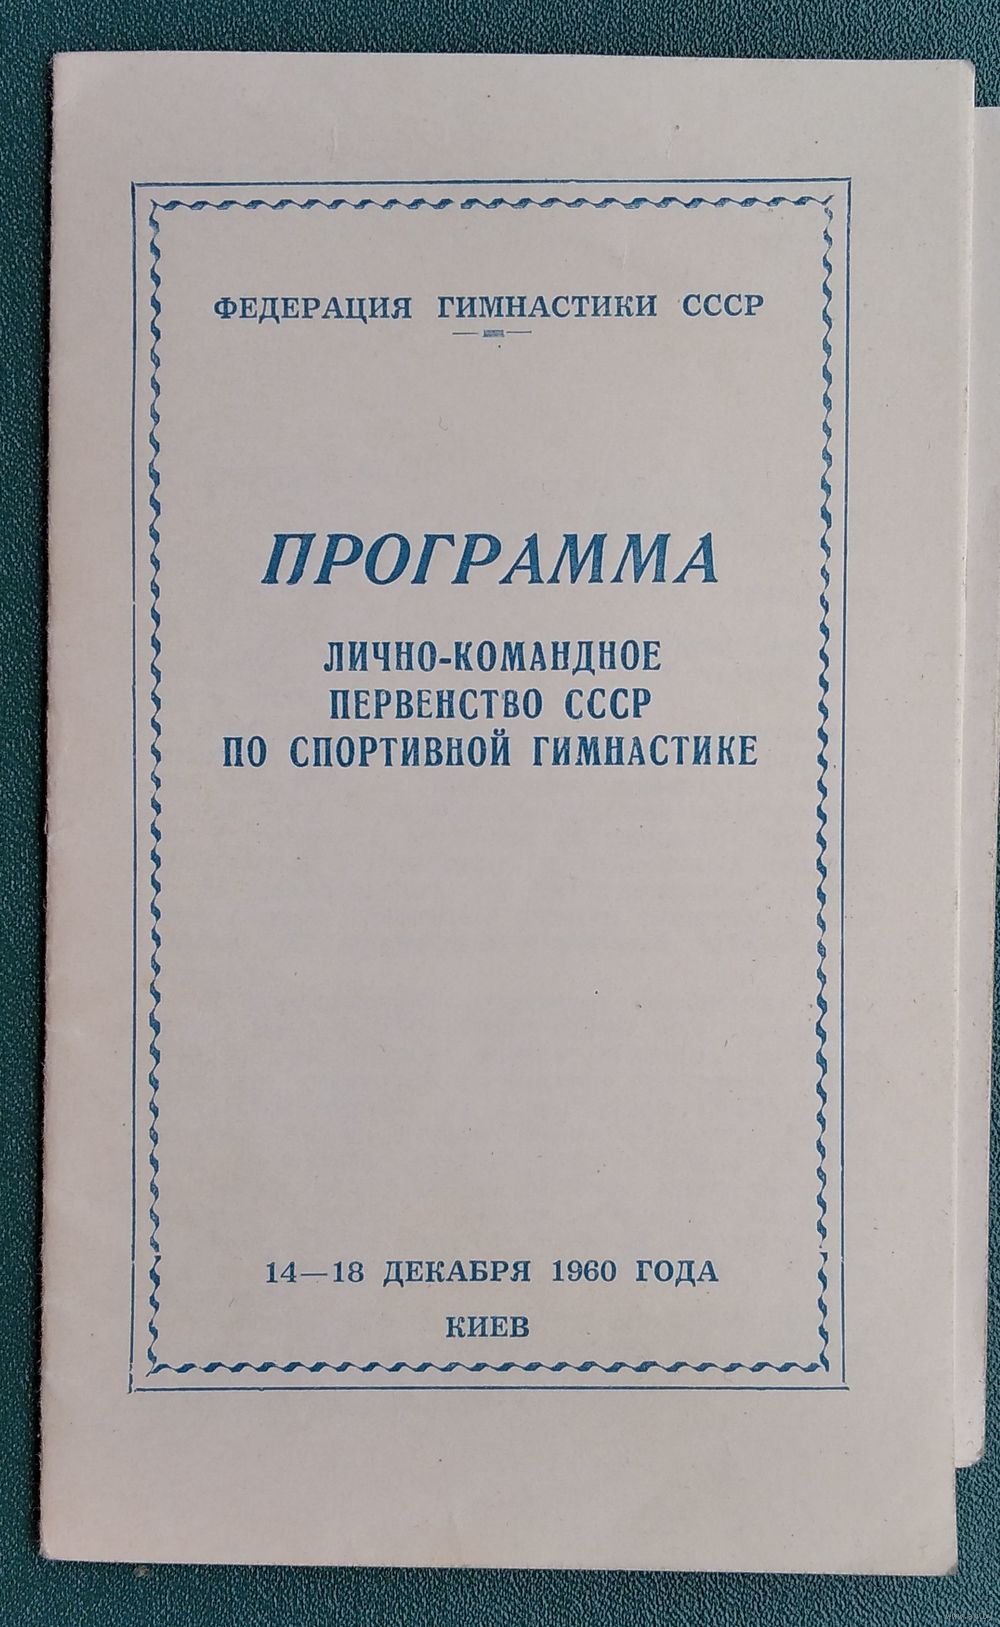 ФЕДЕРАЦИЯ ГИМНАСТИКИ СССР
ПРОГРАММА
ЛИЧНО-КОМАНДНОЕ
ПЕРВЕНСТВО СССР
ПО СПОРТИВНОЙ ГИМНАСТИКЕ
14—18 ДЕКАБРЯ 1960 ГОДА
КИЕВ